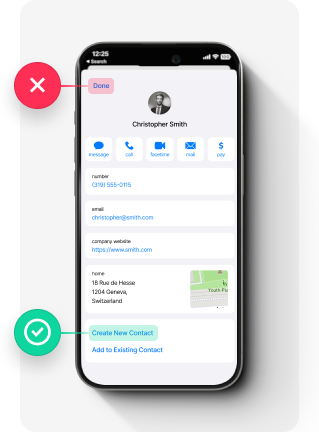 12:25
◀ Search
Done
Christopher Smith
message
call
facetime
mail
pay
number
(319) 555-0115
email
christopher@smith.com
company website
https://www.smith.com
home
18 Rue de Hesse
1204 Geneva,
Switzerland
Youth Fl
Create New Contact
Add to Existing Contact